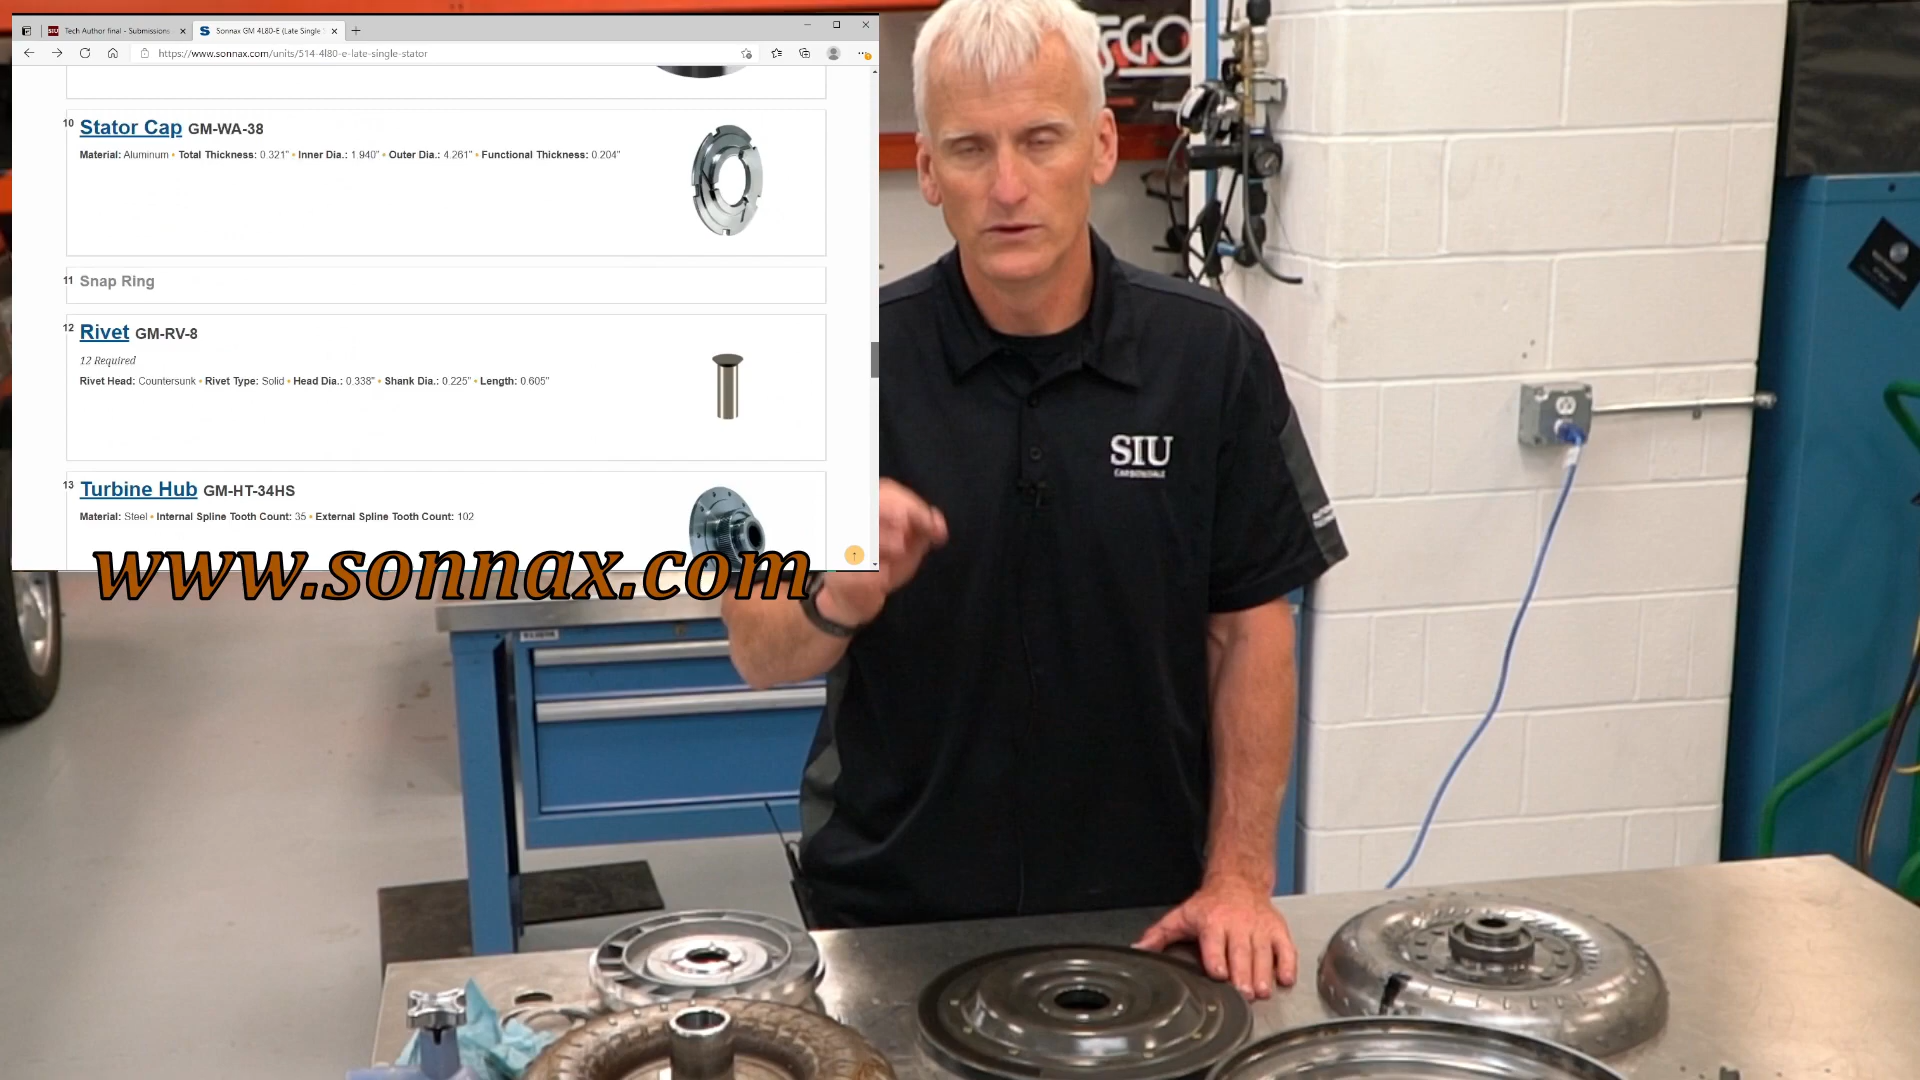 SIU Tech Author final - Submissions
S Sonnax GM 4L80-E (Late Single S
https://www.sonnax.com/units/514-4l80-e-late-single-stator
10 Stator Cap GM-WA-38
Material: Aluminum • Total Thickness: 0.321" • Inner Dia.: 1.940" • Outer Dia.: 4.261" • Functional Thickness: 0.204"
11 Snap Ring
12 Rivet GM-RV-8
12 Required
Rivet Head: Countersunk • Rivet Type: Solid • Head Dia.: 0.338" • Shank Dia.: 0.225" • Length: 0.605"
13 Turbine Hub GM-HT-34HS
Material: Steel • Internal Spline Tooth Count: 35 • External Spline Tooth Count: 102
www.sonnax.com
SIU
CARBONDALE